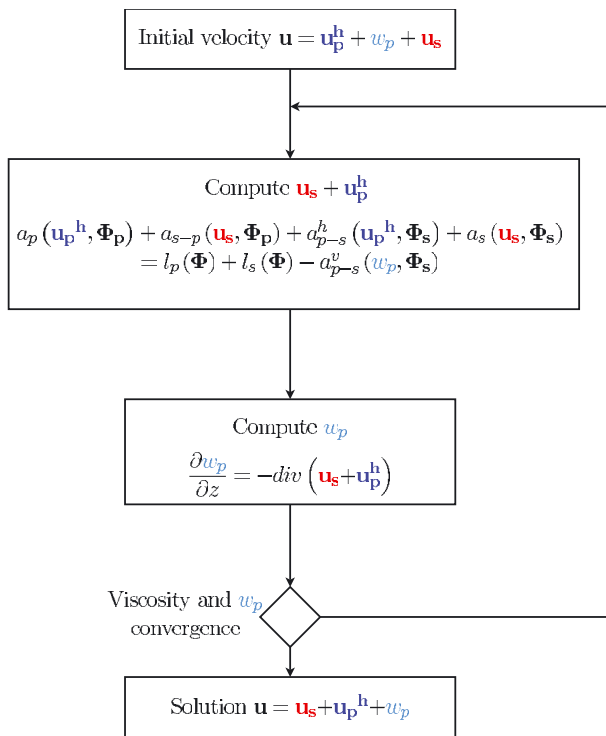 Initial velocity u = u_p^h + w_p + u_s
Compute u_s + u_p^h
a_p (u_p^h, Φ_p) + a_{s−p} (u_s, Φ_p) + a_{p−s}^h (u_p^h, Φ_s) + a_s (u_s, Φ_s)
= l_p (Φ) + l_s (Φ) − a_{p−s}^v (w_p, Φ_s)
Compute w_p
∂w_p/∂z = −div (u_s+u_p^h)
Viscosity and w_p
convergence
Solution u = u_s+u_p^h+w_p